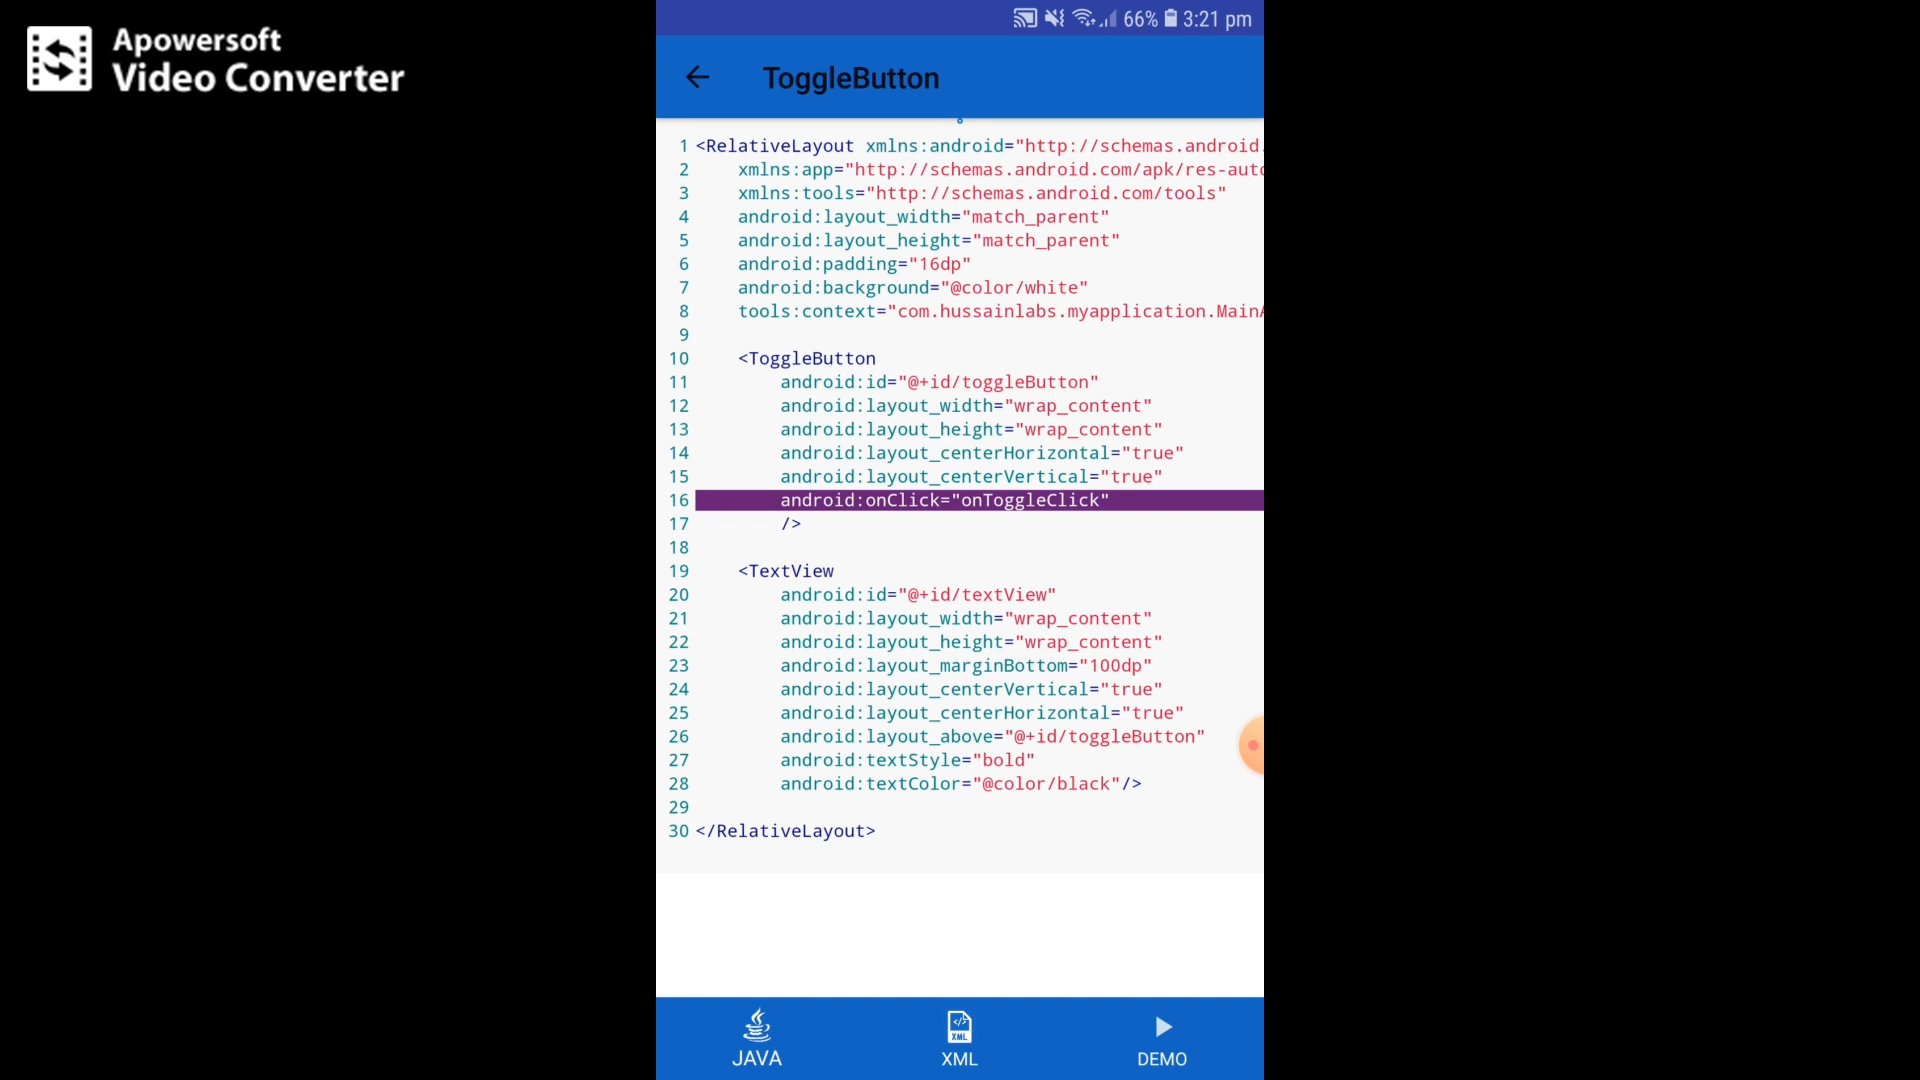 Apowersoft
Video Converter
66% 3:21 pm
ToggleButton
1 <RelativeLayout xmlns:android="http://schemas.android.
2 xmlns:app="http://schemas.android.com/apk/res-auto
3 xmlns:tools="http://schemas.android.com/tools"
4 android:layout_width="match_parent"
5 android:layout_height="match_parent"
6 android:padding="16dp"
7 android:background="@color/white"
8 tools:context="com.hussainlabs.myapplication.MainA
9
10 <ToggleButton
11 android:id="@+id/toggleButton"
12 android:layout_width="wrap_content"
13 android:layout_height="wrap_content"
14 android:layout_centerHorizontal="true"
15 android:layout_centerVertical="true"
16 android:onClick="onToggleClick"
17 />
18
19 <TextView
20 android:id="@+id/textView"
21 android:layout_width="wrap_content"
22 android:layout_height="wrap_content"
23 android:layout_marginBottom="100dp"
24 android:layout_centerVertical="true"
25 android:layout_centerHorizontal="true"
26 android:layout_above="@+id/toggleButton"
27 android:textStyle="bold"
28 android:textColor="@color/black"/>
29
30 </RelativeLayout>
</> XML
JAVA XML DEMO